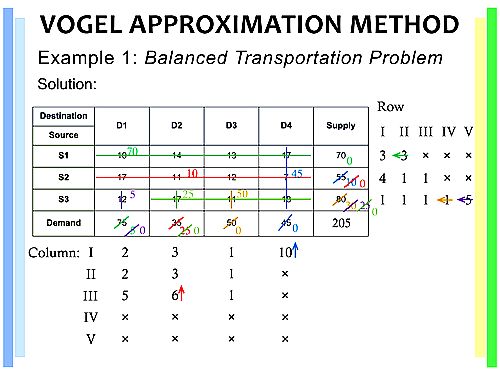 VOGEL APPROXIMATION METHOD
Example 1: Balanced Transportation Problem
Solution:
Row
Destination
Source
D1 D2 D3 D4 Supply
I II III IV V
S1 10 70 14 13 17 70 0
3 3 × × ×
S2 17 11 10 12 7 45 55 10 0
4 1 1 × ×
S3 12 5 17 25 11 50 18 80 30 25 0
1 1 1 1 5
Demand 75 5 0 35 25 0 50 0 45 0 205
Column: I 2 3 1 10
II 2 3 1 ×
III 5 6 1 ×
IV × × × ×
V × × × ×